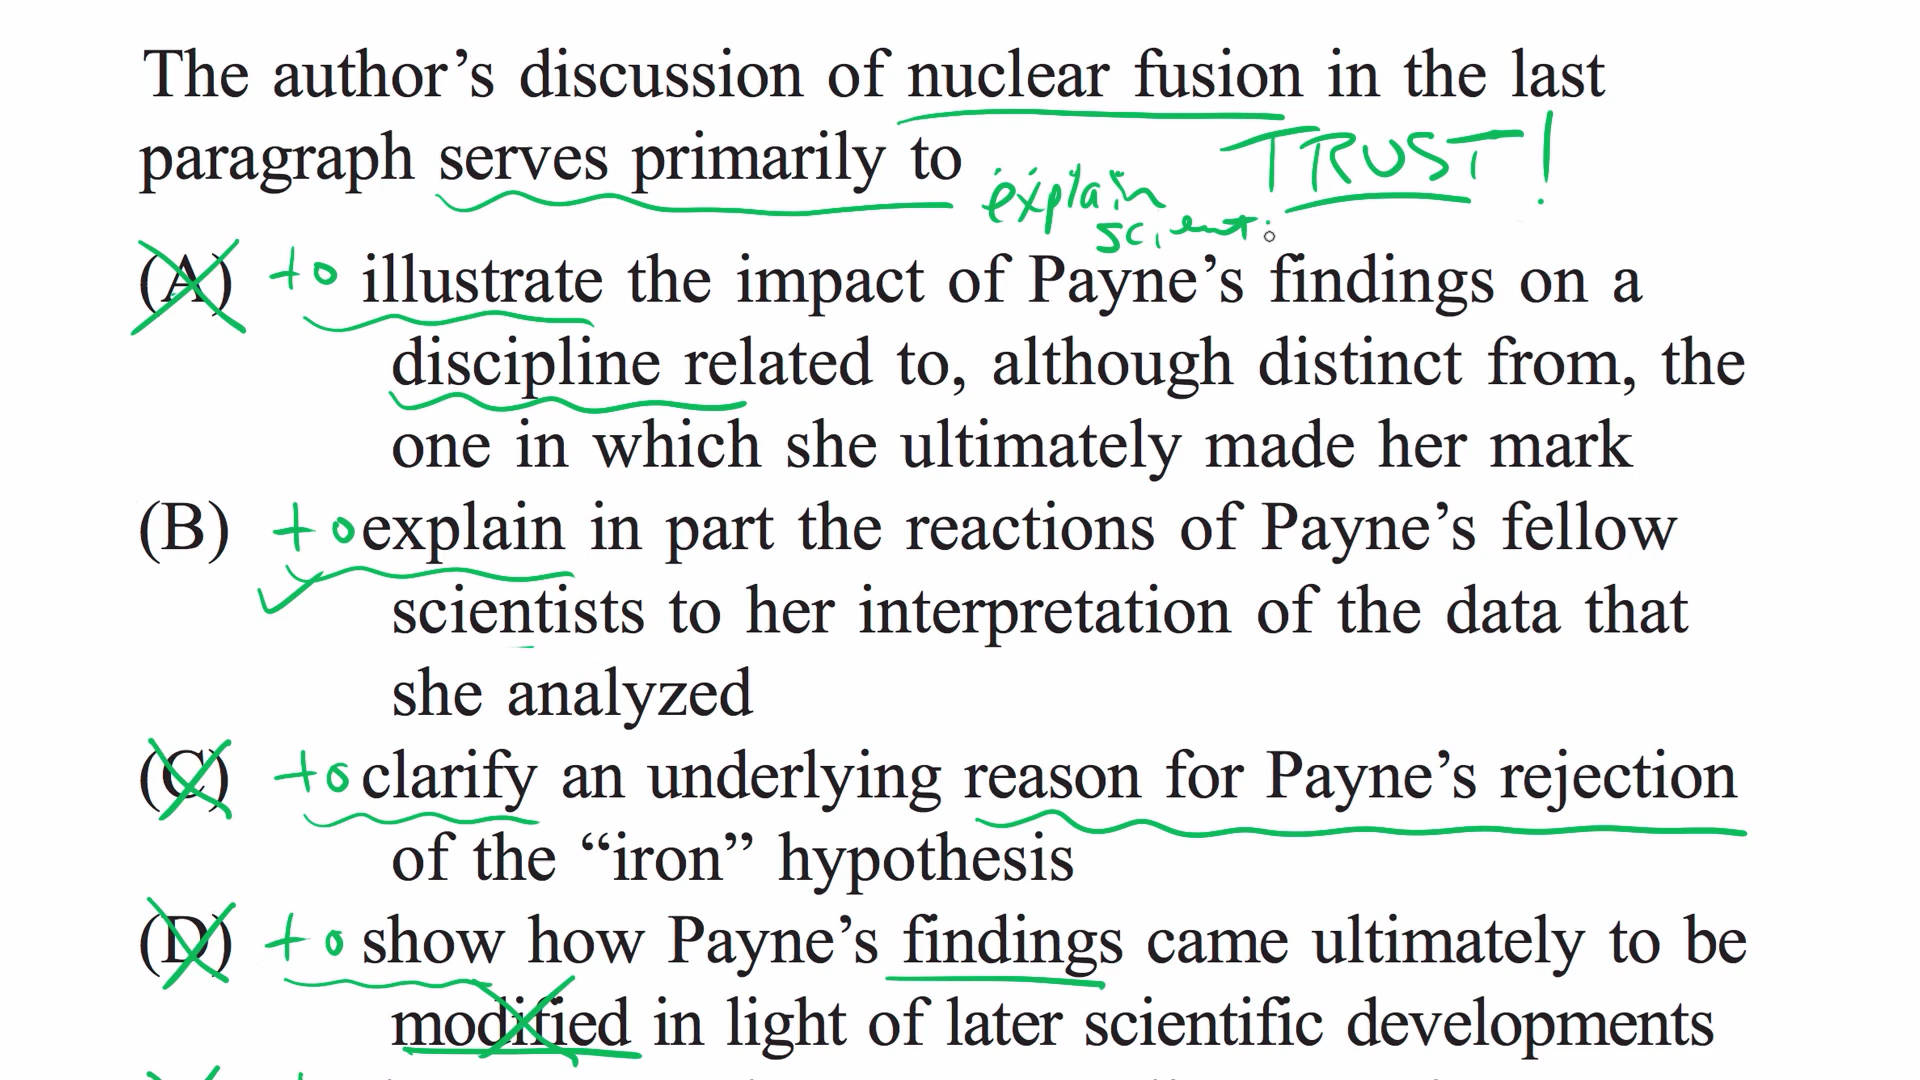 The author’s discussion of nuclear fusion in the last
TRUST!
paragraph serves primarily to
explain
scienti
(A) to illustrate the impact of Payne’s findings on a
discipline related to, although distinct from, the
one in which she ultimately made her mark
(B) to explain in part the reactions of Payne’s fellow
scientists to her interpretation of the data that
she analyzed
(C) to clarify an underlying reason for Payne’s rejection
of the “iron” hypothesis
(D) to show how Payne’s findings came ultimately to be
modified in light of later scientific developments